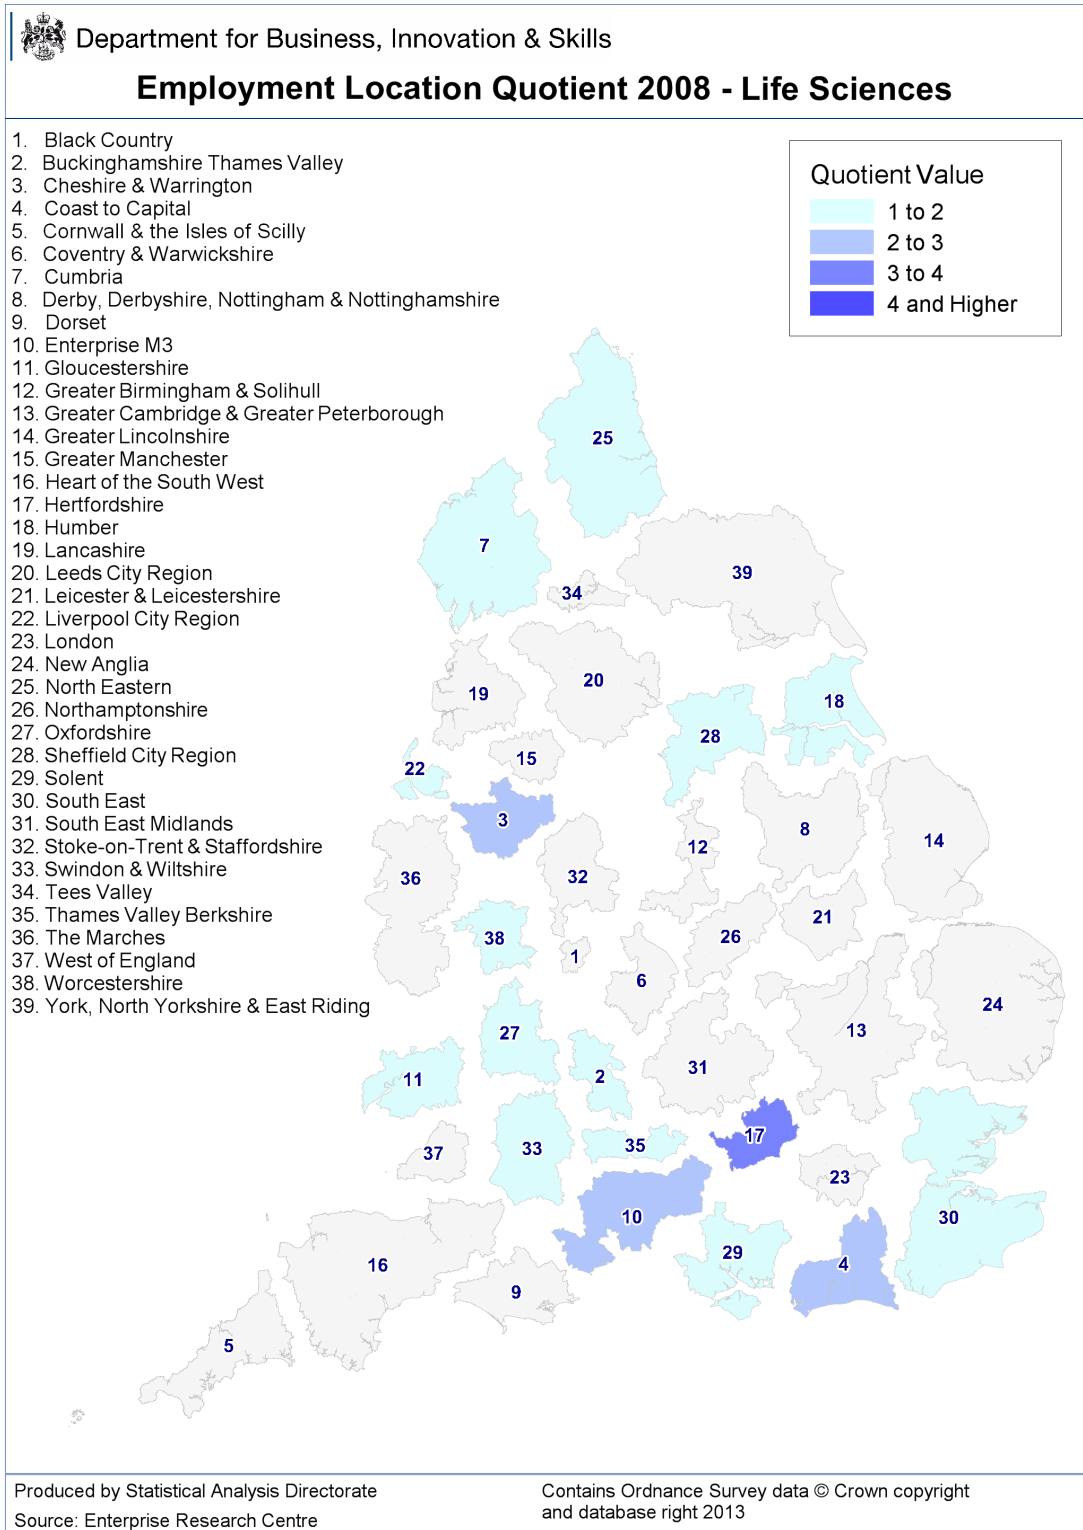 Department for Business, Innovation & Skills
Employment Location Quotient 2008 - Life Sciences
1. Black Country
2. Buckinghamshire Thames Valley
3. Cheshire & Warrington
4. Coast to Capital
5. Cornwall & the Isles of Scilly
6. Coventry & Warwickshire
7. Cumbria
8. Derby, Derbyshire, Nottingham & Nottinghamshire
9. Dorset
10. Enterprise M3
11. Gloucestershire
12. Greater Birmingham & Solihull
13. Greater Cambridge & Greater Peterborough
14. Greater Lincolnshire
15. Greater Manchester
16. Heart of the South West
17. Hertfordshire
18. Humber
19. Lancashire
20. Leeds City Region
21. Leicester & Leicestershire
22. Liverpool City Region
23. London
24. New Anglia
25. North Eastern
26. Northamptonshire
27. Oxfordshire
28. Sheffield City Region
29. Solent
30. South East
31. South East Midlands
32. Stoke-on-Trent & Staffordshire
33. Swindon & Wiltshire
34. Tees Valley
35. Thames Valley Berkshire
36. The Marches
37. West of England
38. Worcestershire
39. York, North Yorkshire & East Riding
Quotient Value
1 to 2
2 to 3
3 to 4
4 and Higher
25
7
39
34
20
19
18
28
15
22
3
8
14
12
36
32
21
26
38
1
6
24
13
27
31
2
11
17
35
33
37
23
10
30
29
4
16
9
5
Produced by Statistical Analysis Directorate
Source: Enterprise Research Centre
Contains Ordnance Survey data © Crown copyright
and database right 2013